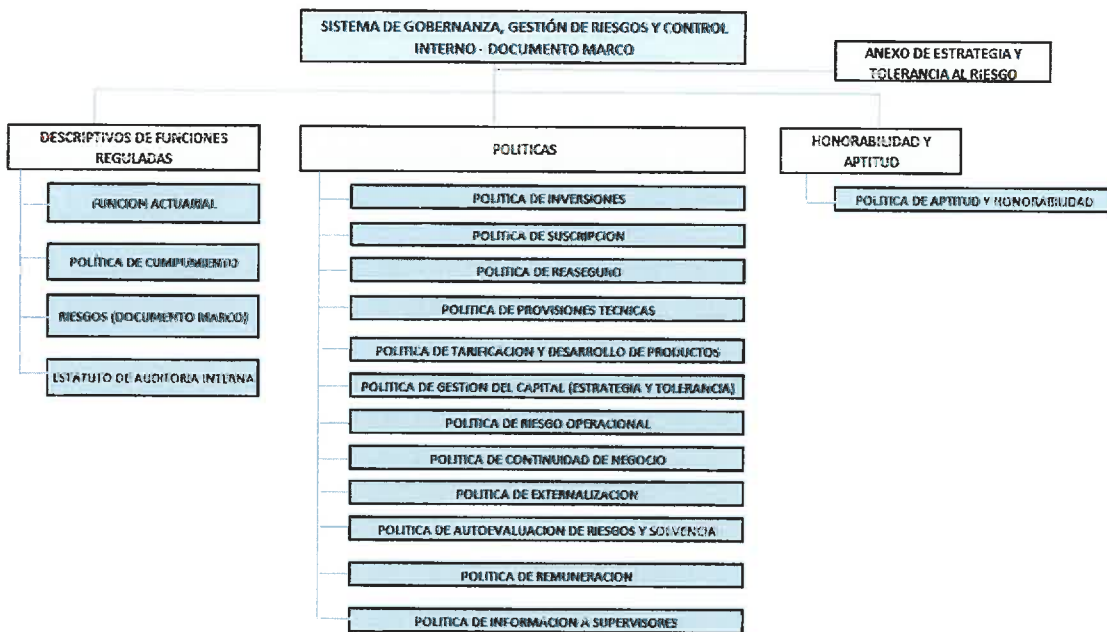 SISTEMA DE GOBERNANZA, GESTIÓN DE RIESGOS Y CONTROL
INTERNO - DOCUMENTO MARCO
ANEXO DE ESTRATEGIA Y
TOLERANCIA AL RIESGO
DESCRIPTIVOS DE FUNCIONES
REGULADAS
FUNCION ACTUARIAL
POLÍTICA DE CUMPLIMIENTO
RIESGOS (DOCUMENTO MARCO)
ESTATUTO DE AUDITORIA INTERNA
POLITICAS
POLITICA DE INVERSIONES
POLITICA DE SUSCRIPCION
POLITICA DE REASEGURO
POLITICA DE PROVISIONES TECNICAS
POLITICA DE TARIFICACION Y DESARROLLO DE PRODUCTOS
POLITICA DE GESTION DEL CAPITAL (ESTRATEGIA Y TOLERANCIA)
POLITICA DE RIESGO OPERACIONAL
POLITICA DE CONTINUIDAD DE NEGOCIO
POLITICA DE EXTERNALIZACION
POLITICA DE AUTOEVALUACION DE RIESGOS Y SOLVENCIA
POLITICA DE REMUNERACION
POLITICA DE INFORMACION A SUPERVISORES
HONORABILIDAD Y
APTITUD
POLITICA DE APTITUD Y HONORABILIDAD